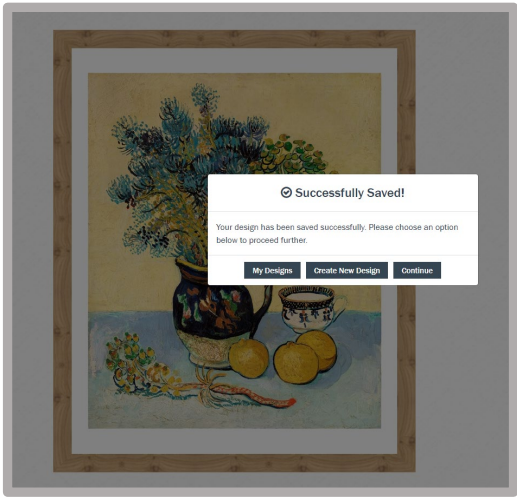 Successfully Saved!
Your design has been saved successfully. Please choose an option
below to proceed further.
My Designs Create New Design Continue